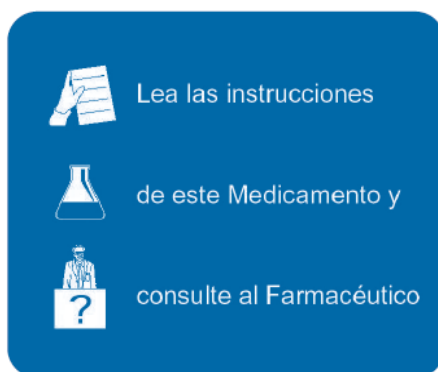 Lea las instrucciones
de este Medicamento y
?
consulte al Farmacéutico